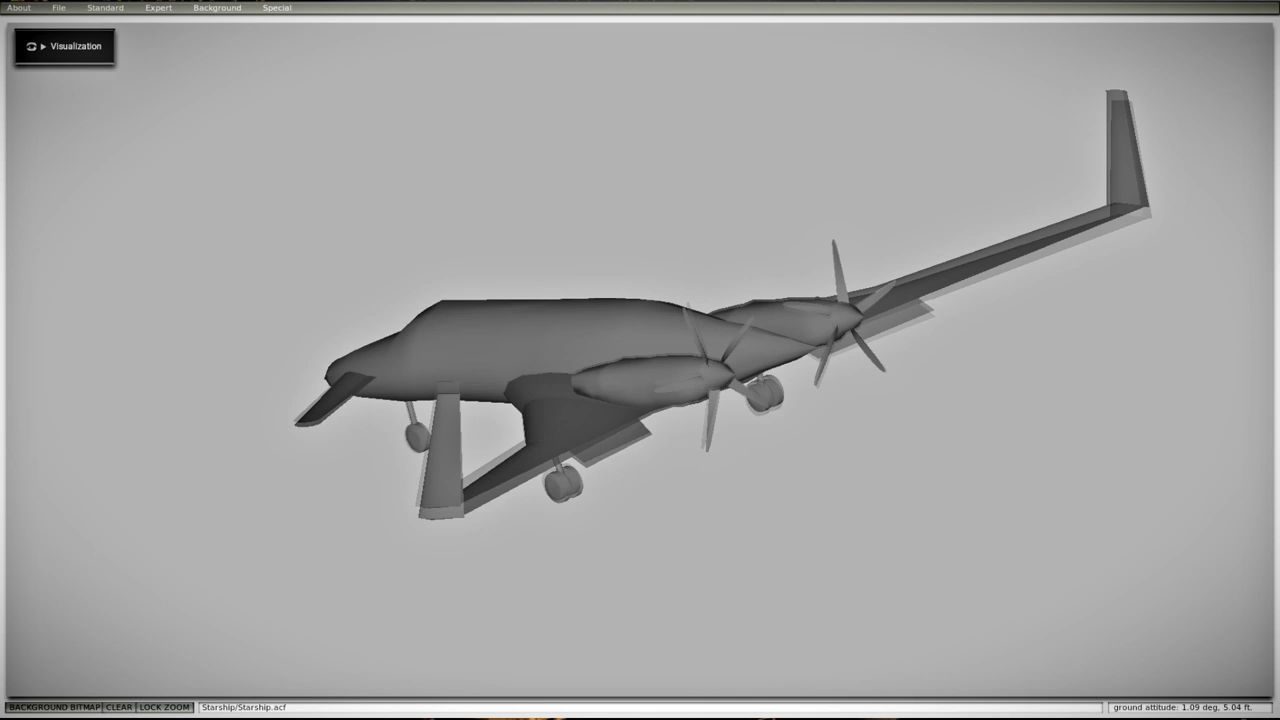 About File Standard Expert Background Special
Visualization
BACKGROUND BITMAP CLEAR LOCK ZOOM Starship/Starship.acf ground attitude: 1.09 deg, 5.04 ft.